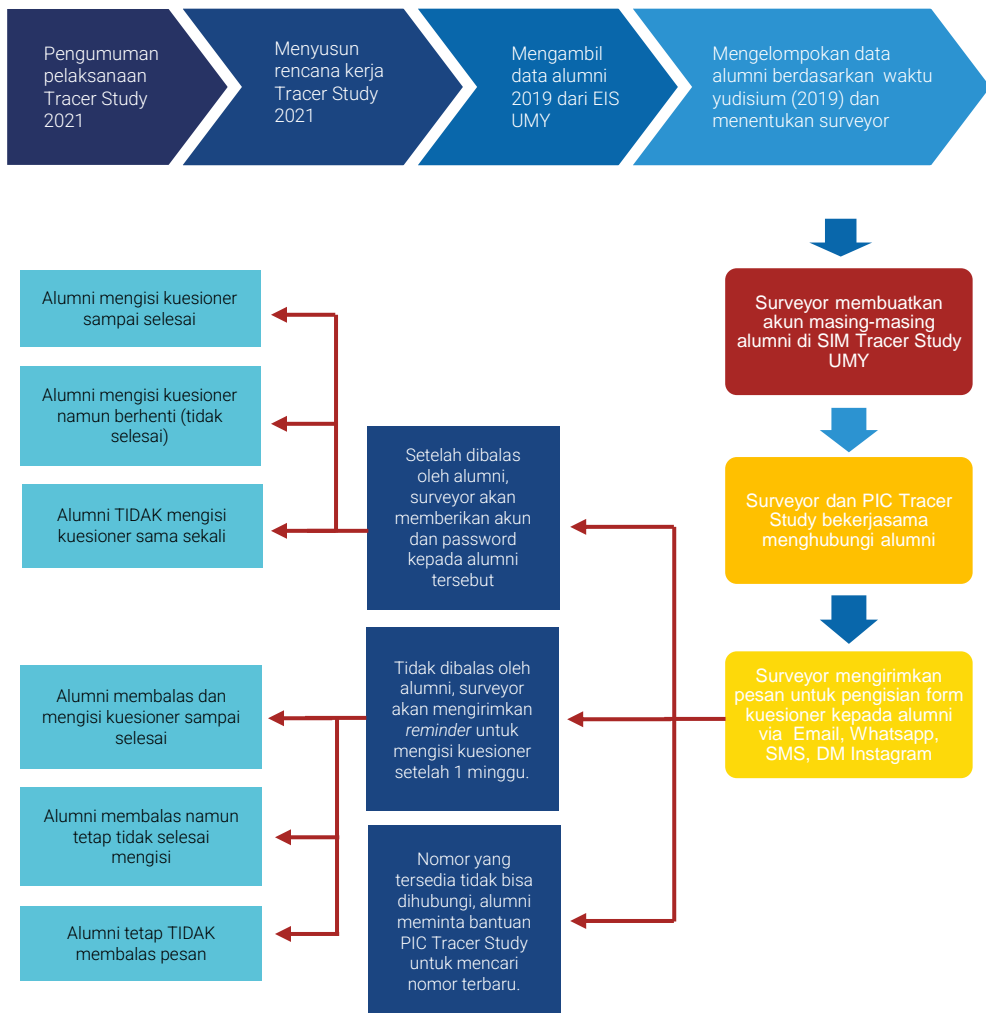 Pengumuman
pelaksanaan
Tracer Study
2021
Menyusun
rencana kerja
Tracer Study
2021
Mengambil
data alumni
2019 dari EIS
UMY
Mengelompokan data
alumni berdasarkan waktu
yudisium (2019) dan
menentukan surveyor
Surveyor membuatkan
akun masing-masing
alumni di SIM Tracer Study
UMY
Surveyor dan PIC Tracer
Study bekerjasama
menghubungi alumni
Surveyor mengirimkan
pesan untuk pengisian form
kuesioner kepada alumni
via Email, Whatsapp,
SMS, DM Instagram
Setelah dibalas
oleh alumni,
surveyor akan
memberikan akun
dan password
kepada alumni
tersebut
Alumni mengisi kuesioner
sampai selesai
Alumni mengisi kuesioner
namun berhenti (tidak
selesai)
Alumni TIDAK mengisi
kuesioner sama sekali
Tidak dibalas oleh
alumni, surveyor
akan mengirimkan
reminder untuk
mengisi kuesioner
setelah 1 minggu.
Alumni membalas dan
mengisi kuesioner sampai
selesai
Alumni membalas namun
tetap tidak selesai
mengisi
Alumni tetap TIDAK
membalas pesan
Nomor yang
tersedia tidak bisa
dihubungi, alumni
meminta bantuan
PIC Tracer Study
untuk mencari
nomor terbaru.